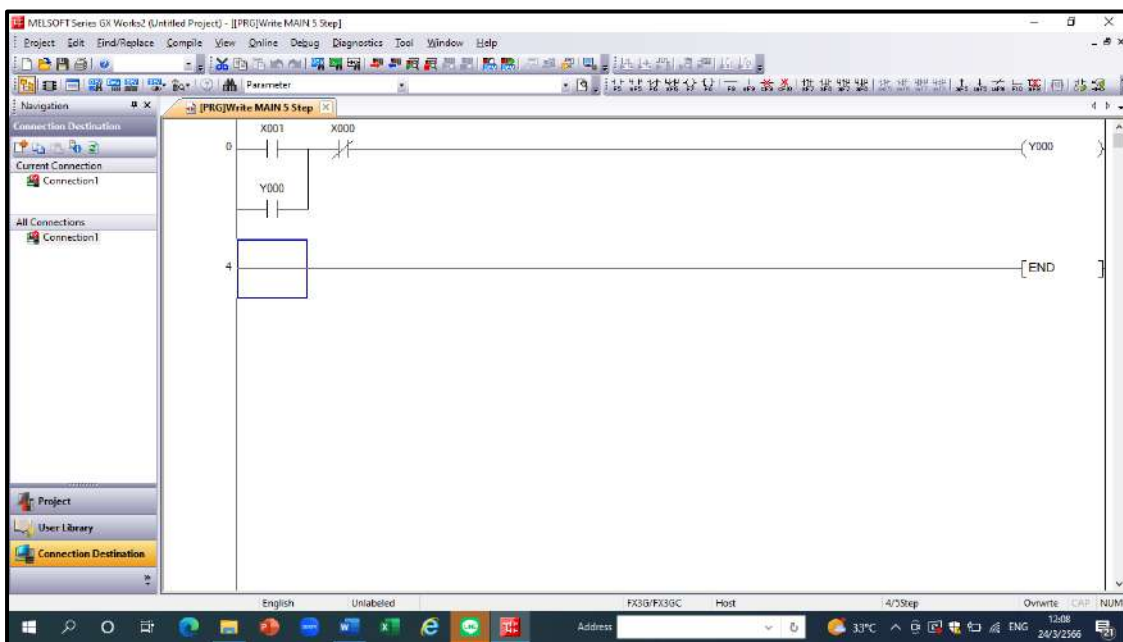 MELSOFT Series GX Works2 (Untitled Project) - [[PRG]Write MAIN 5 Step]
Project Edit Find/Replace Compile View Online Debug Diagnostics Tool Window Help
Parameter
Navigation
[PRG]Write MAIN 5 Step
Connection Destination
Current Connection
Connection1
All Connections
Connection1
X001 X000
0 Y000
Y000
4 END
Project
User Library
Connection Destination
English Unlabeled FX3G/FX3GC Host 4/5Step Ovrwrte CAP NUM
Address 33°C ENG 12:08
24/3/2566